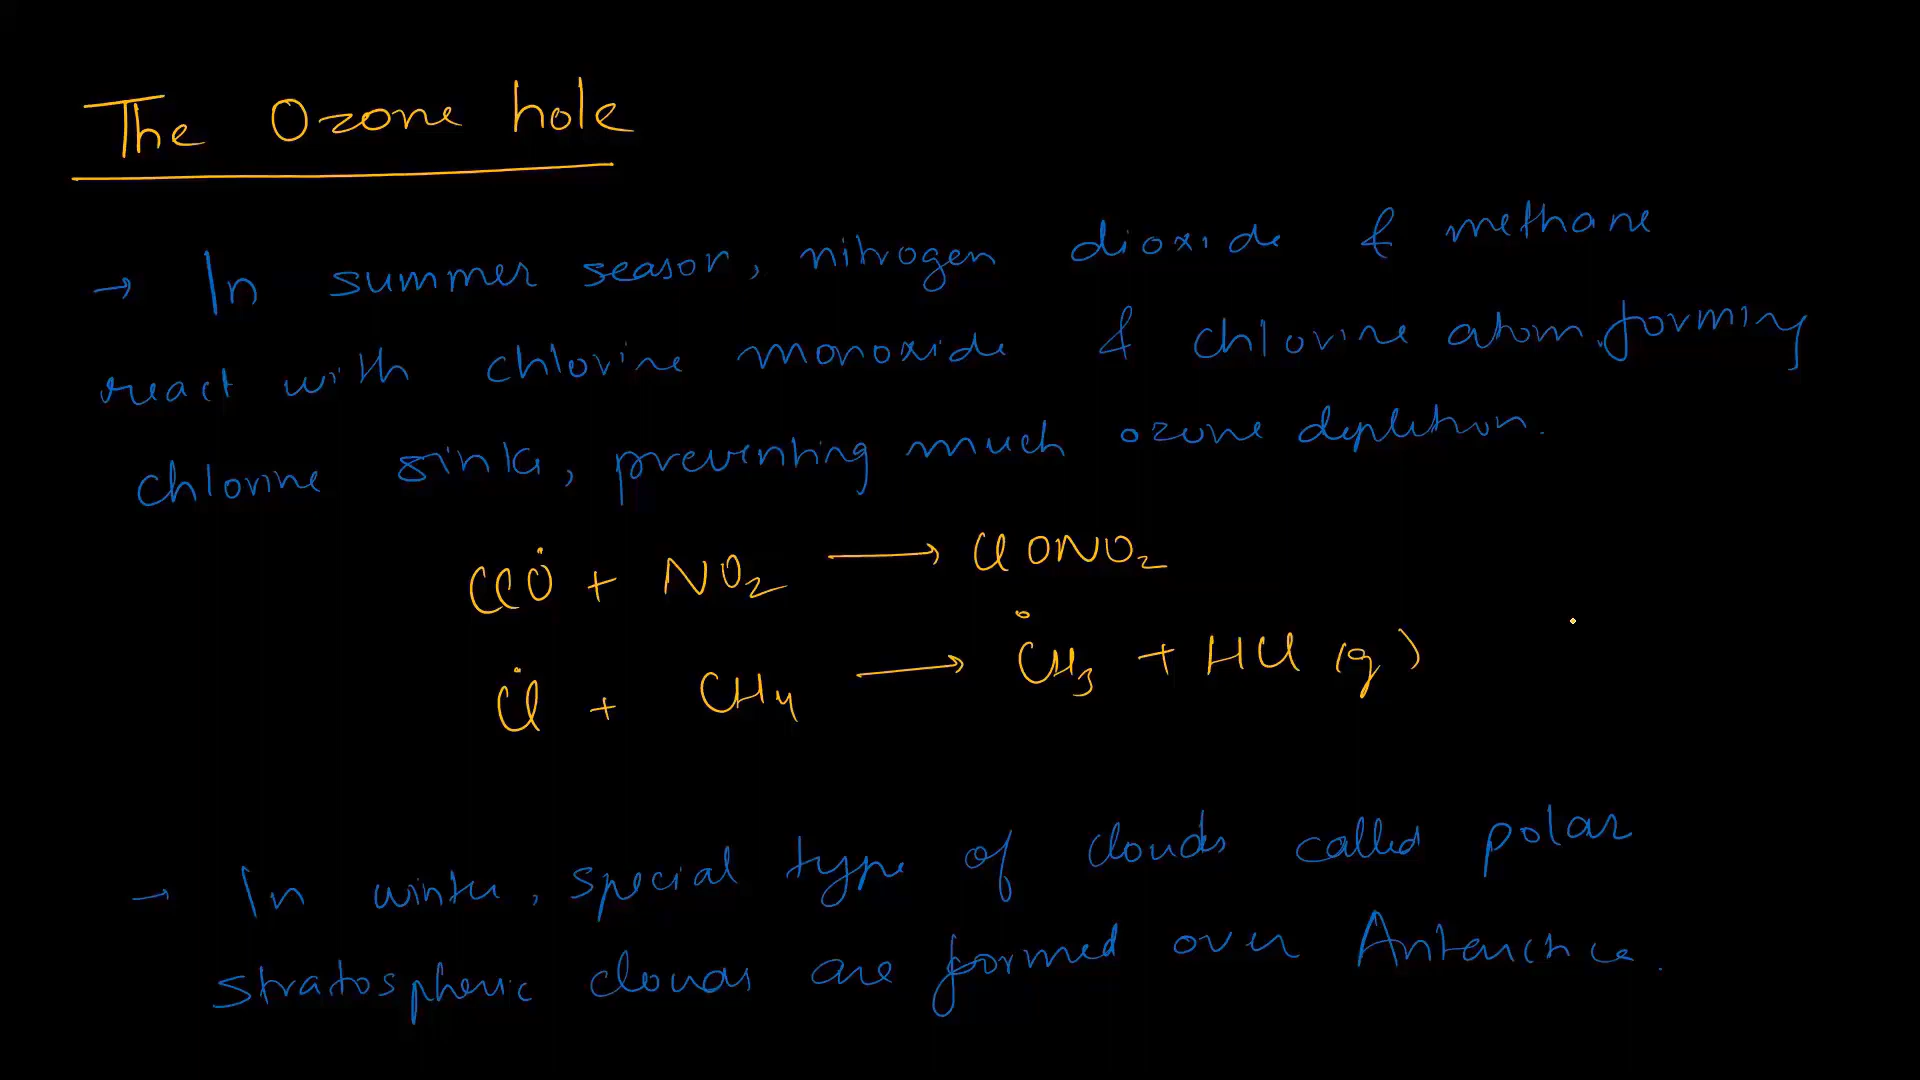 The Ozone hole
→ In summer season, nitrogen dioxide & methane
react with chlorine monoxide & chlorine atom forming
chlorine sinks, preventing much ozone depletion.
ClȮ + NO₂ → ClONO₂
Ċl + CH₄ → ĊH₃ + HCl (g)
→ In winter, special type of clouds called polar
stratospheric clouds are formed over Antarctica.